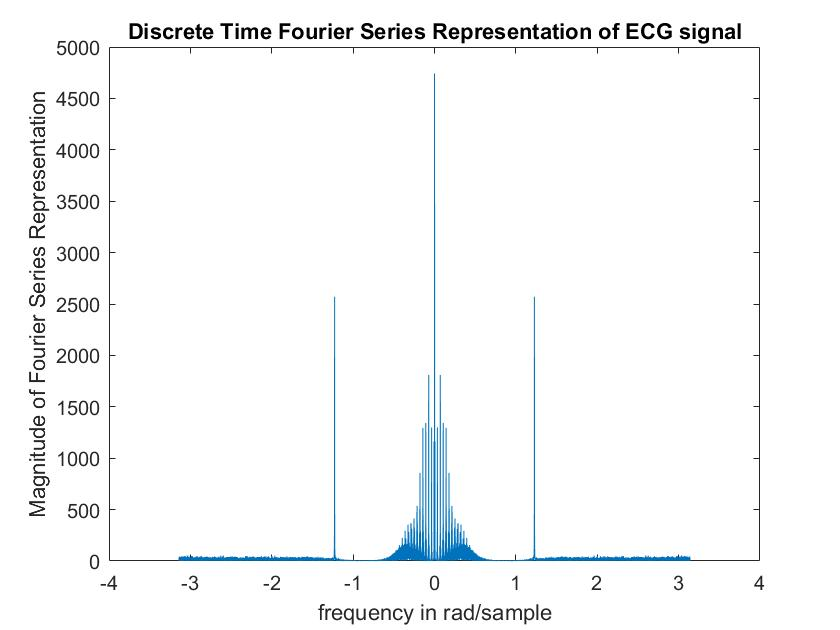 Discrete Time Fourier Series Representation of ECG signal
Magnitude of Fourier Series Representation
5000
4500
4000
3500
3000
2500
2000
1500
1000
500
0
-4 -3 -2 -1 0 1 2 3 4
frequency in rad/sample